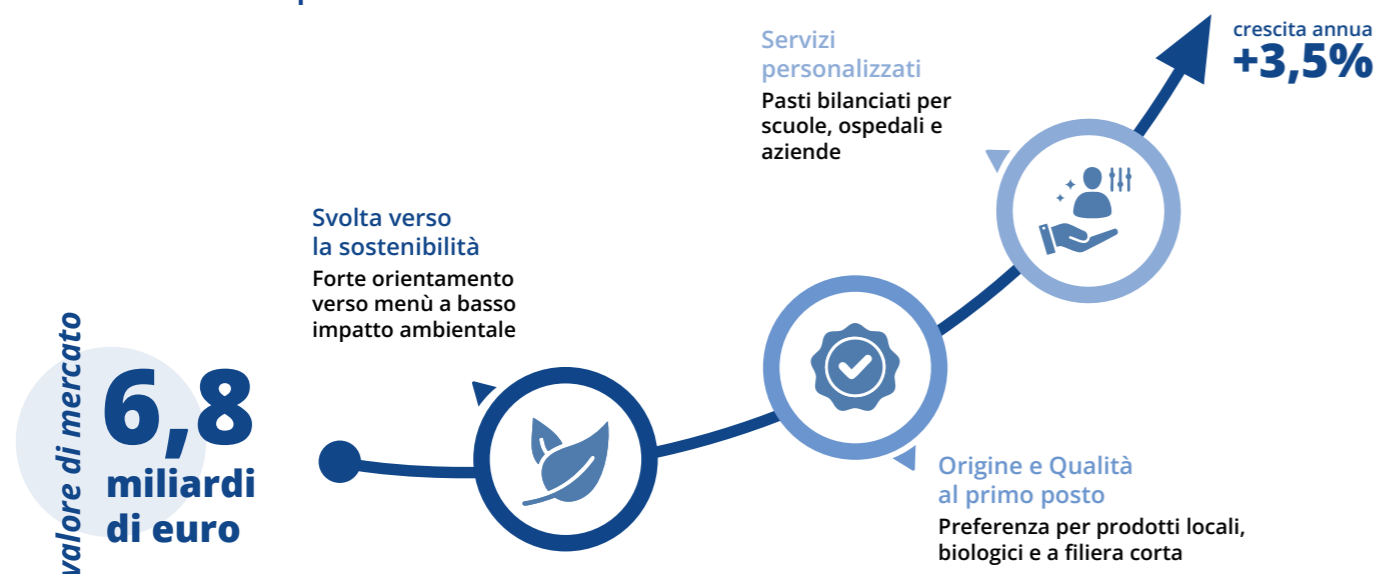 valore di mercato
6,8
miliardi
di euro
Svolta verso
la sostenibilità
Forte orientamento
verso menù a basso
impatto ambientale
Origine e Qualità
al primo posto
Preferenza per prodotti locali,
biologici e a filiera corta
Servizi
personalizzati
Pasti bilanciati per
scuole, ospedali e
aziende
crescita annua
+3,5%